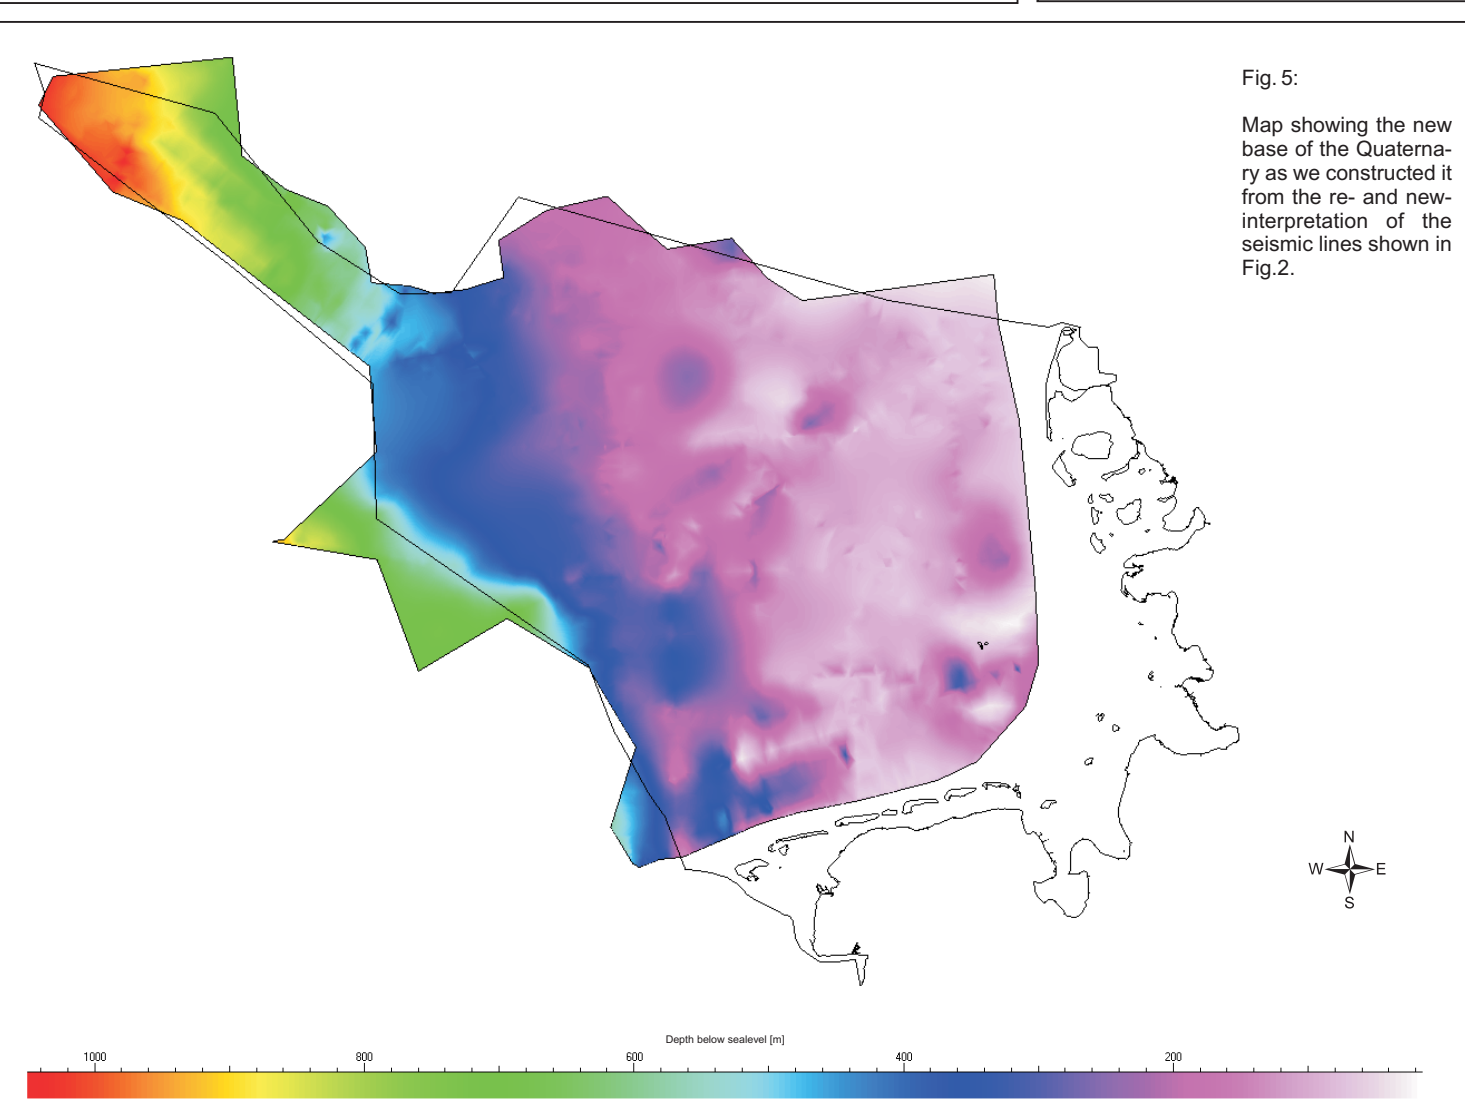 Fig. 5:
Map showing the new
base of the Quaterna-
ry as we constructed it
from the re- and new-
interpretation of the
seismic lines shown in
Fig.2.
N
W E
S
Depth below sealevel [m]
1000 800 600 400 200